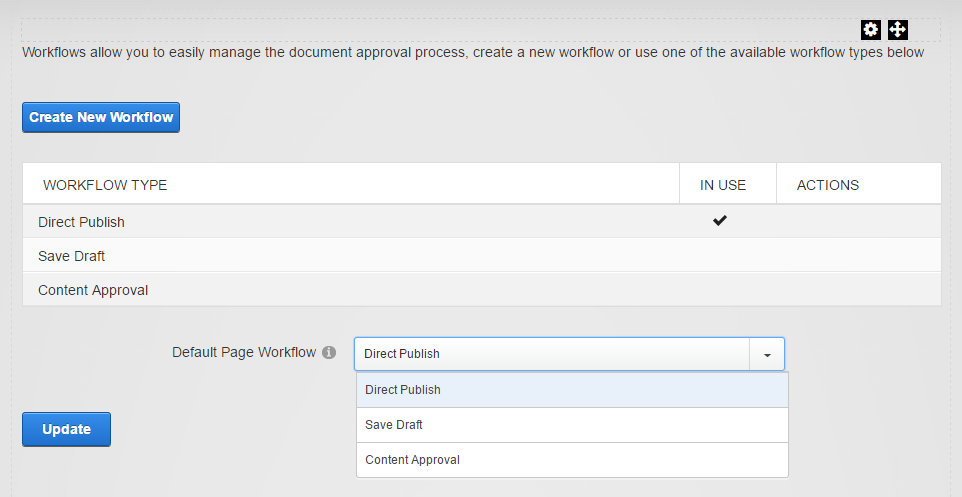 Workflows allow you to easily manage the document approval process, create a new workflow or use one of the available workflow types below
Create New Workflow
WORKFLOW TYPE IN USE ACTIONS
Direct Publish
Save Draft
Content Approval
Default Page Workflow Direct Publish
Direct Publish
Save Draft
Content Approval
Update